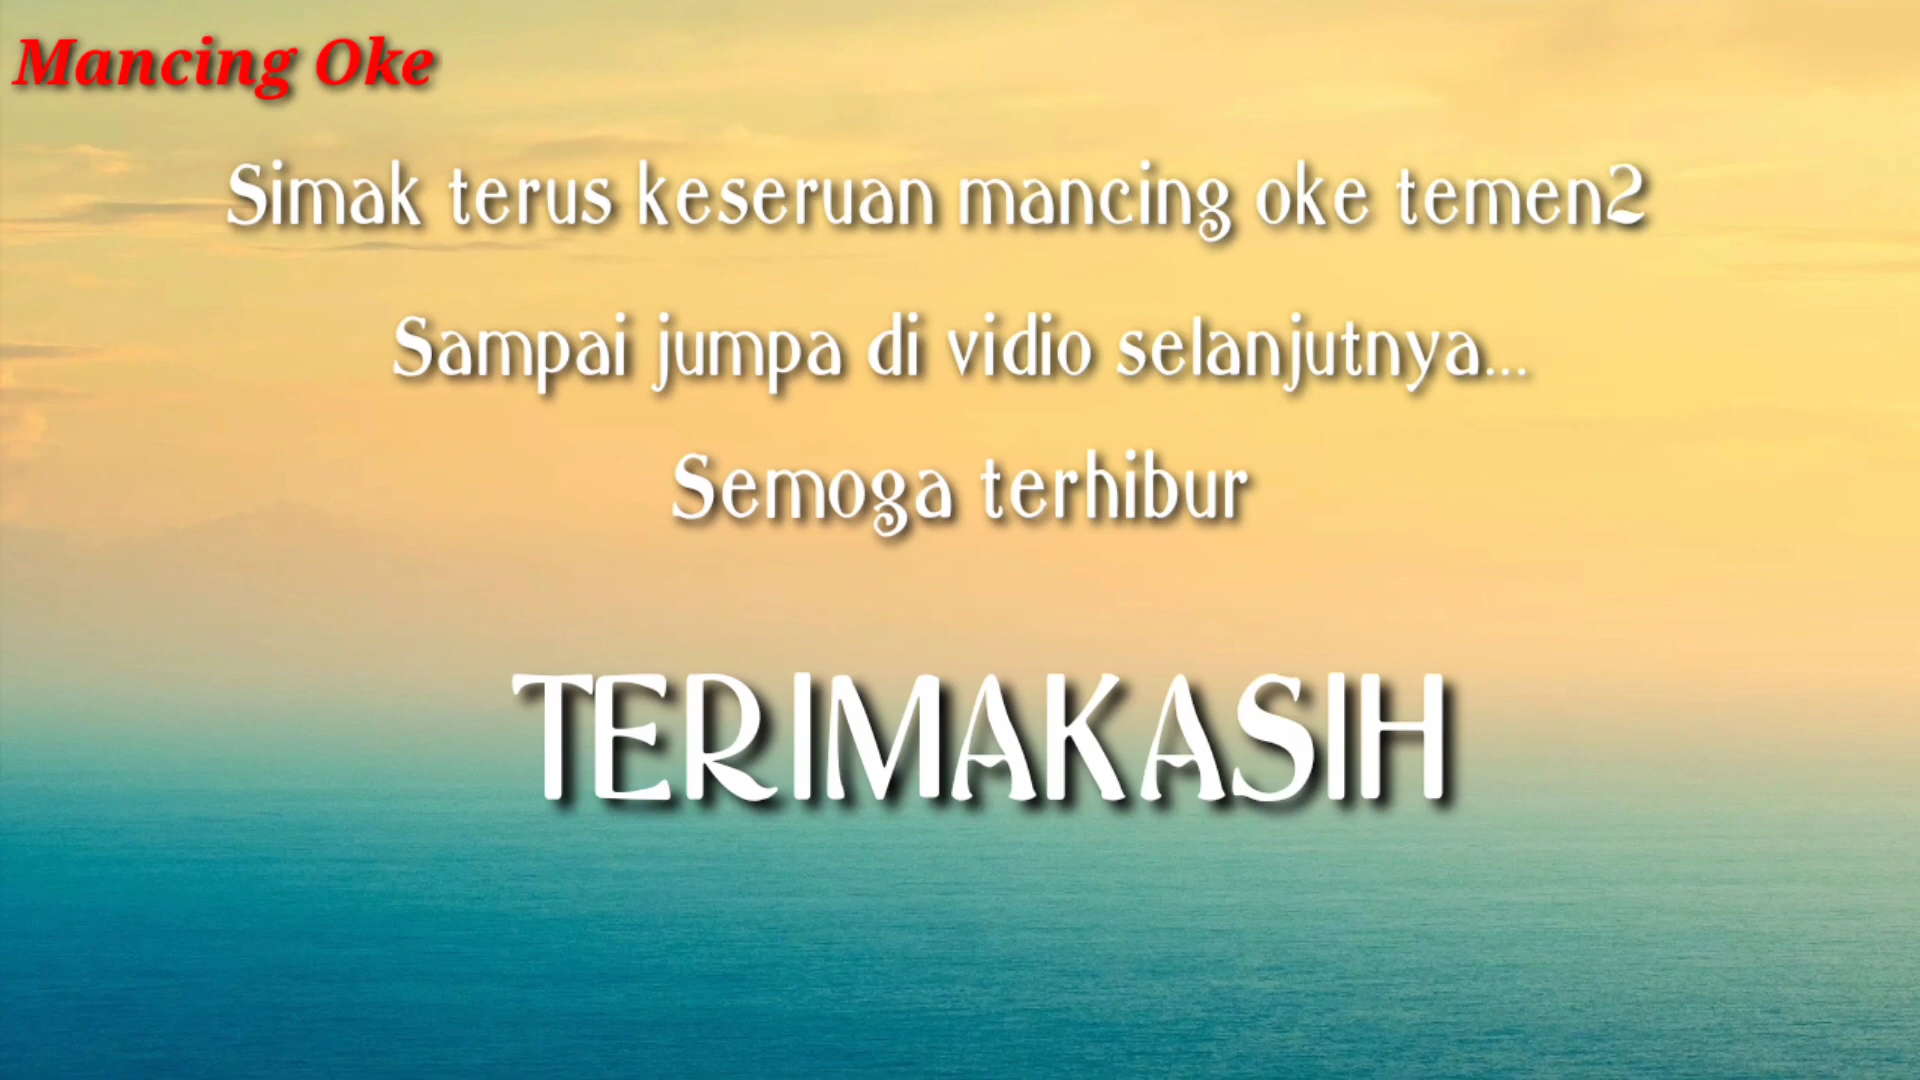 Mancing Oke
Simak terus keseruan mancing oke temen2
Sampai jumpa di vidio selanjutnya...
Semoga terhibur
TERIMAKASIH